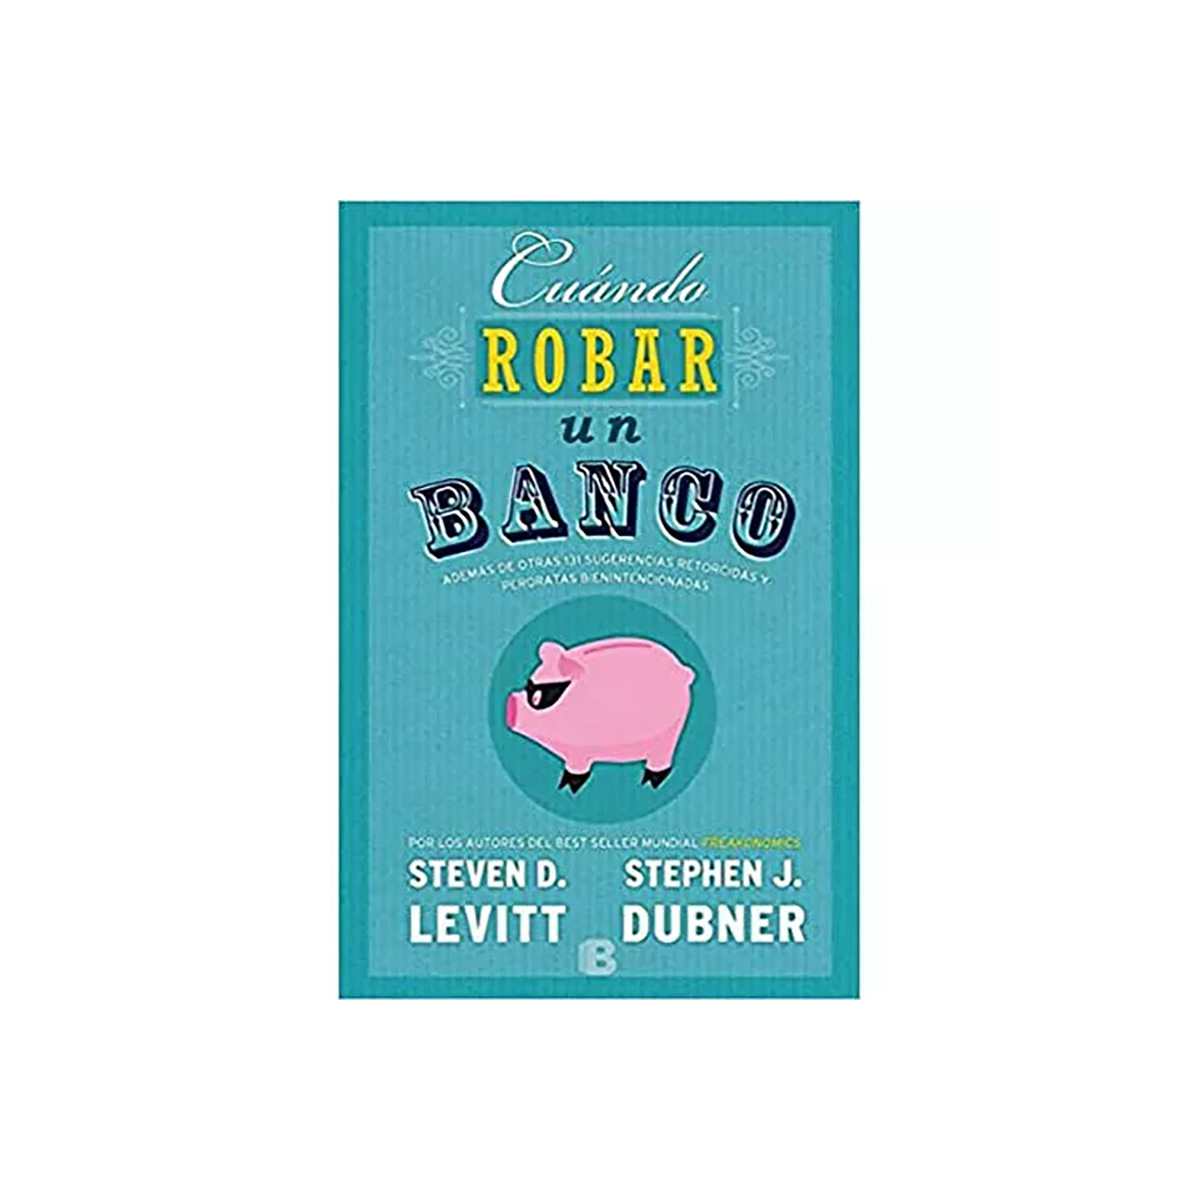 Cuándo
ROBAR
un
BANCO
ADEMÁS DE OTRAS 131 SUGERENCIAS RETORCIDAS Y
PERORATAS BIENINTENCIONADAS
POR LOS AUTORES DEL BEST SELLER MUNDIAL FREAKONOMICS
STEVEN D. STEPHEN J.
LEVITT DUBNER
B